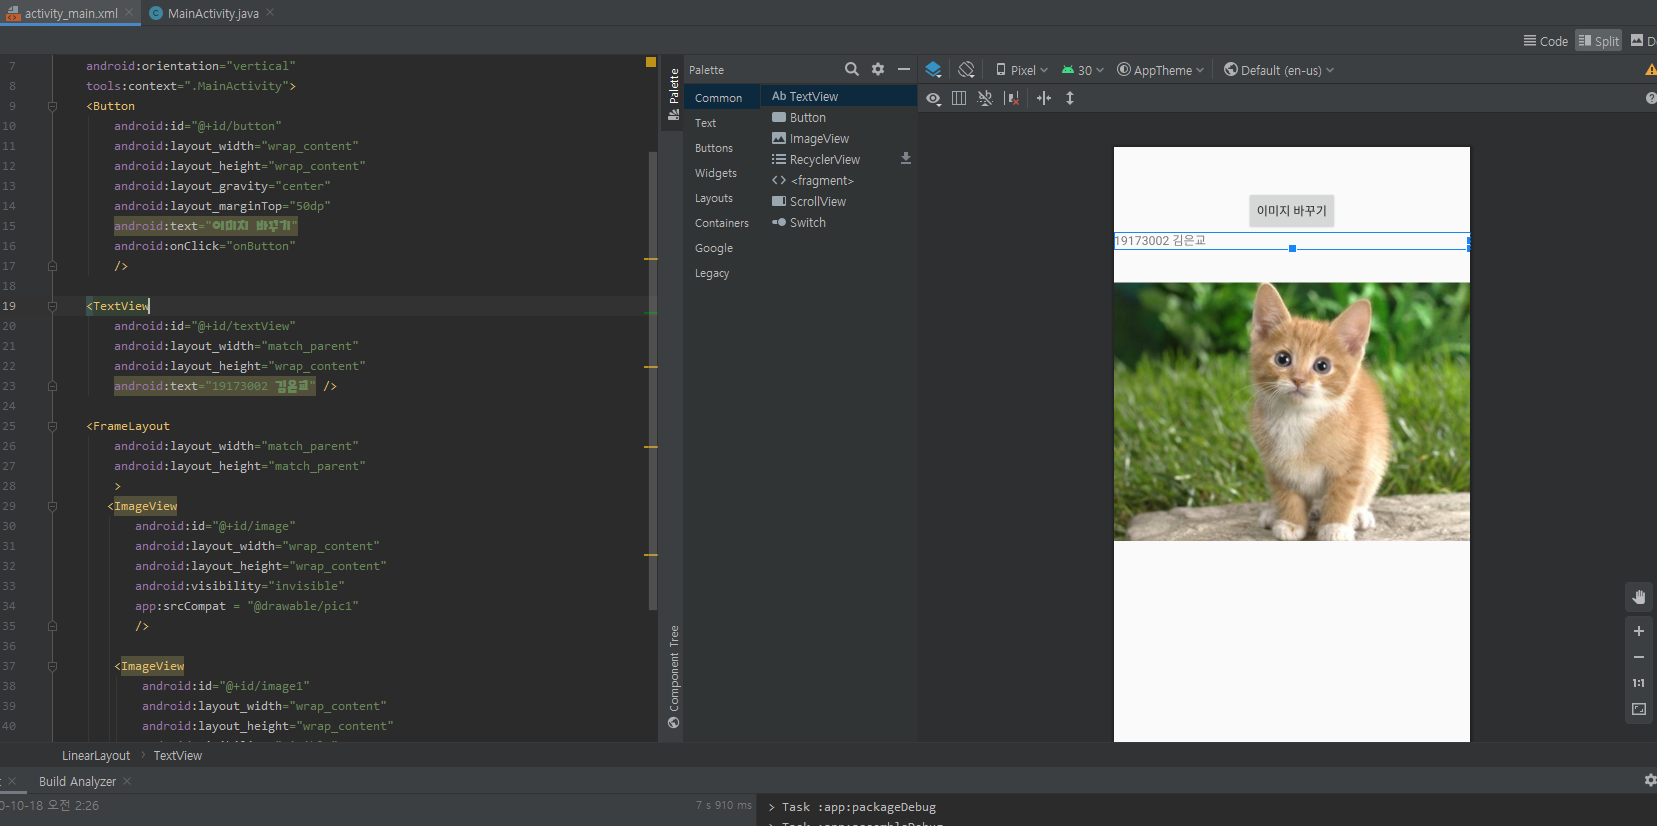 activity_main.xml
MainActivity.java
Code
Split
7 android:orientation="vertical"
8 tools:context=".MainActivity">
9 <Button
10 android:id="@+id/button"
11 android:layout_width="wrap_content"
12 android:layout_height="wrap_content"
13 android:layout_gravity="center"
14 android:layout_marginTop="50dp"
15 android:text="이미지 바꾸기"
16 android:onClick="onButton"
17 />
18
19 <TextView
20 android:id="@+id/textView"
21 android:layout_width="match_parent"
22 android:layout_height="wrap_content"
23 android:text="19173002 김은교" />
24
25 <FrameLayout
26 android:layout_width="match_parent"
27 android:layout_height="match_parent"
28 >
29 <ImageView
30 android:id="@+id/image"
31 android:layout_width="wrap_content"
32 android:layout_height="wrap_content"
33 android:visibility="invisible"
34 app:srcCompat = "@drawable/pic1"
35 />
36
37 <ImageView
38 android:id="@+id/image1"
39 android:layout_width="wrap_content"
40 android:layout_height="wrap_content"
LinearLayout > TextView
Palette
Component Tree
Palette
Common
Text
Buttons
Widgets
Layouts
Containers
Google
Legacy
Ab TextView
Button
ImageView
RecyclerView
<fragment>
ScrollView
Switch
Pixel
30
AppTheme
Default (en-us)
이미지 바꾸기
19173002 김은교
1:1
Build Analyzer
0-10-18 오전 2:26
7 s 910 ms
> Task :app:packageDebug